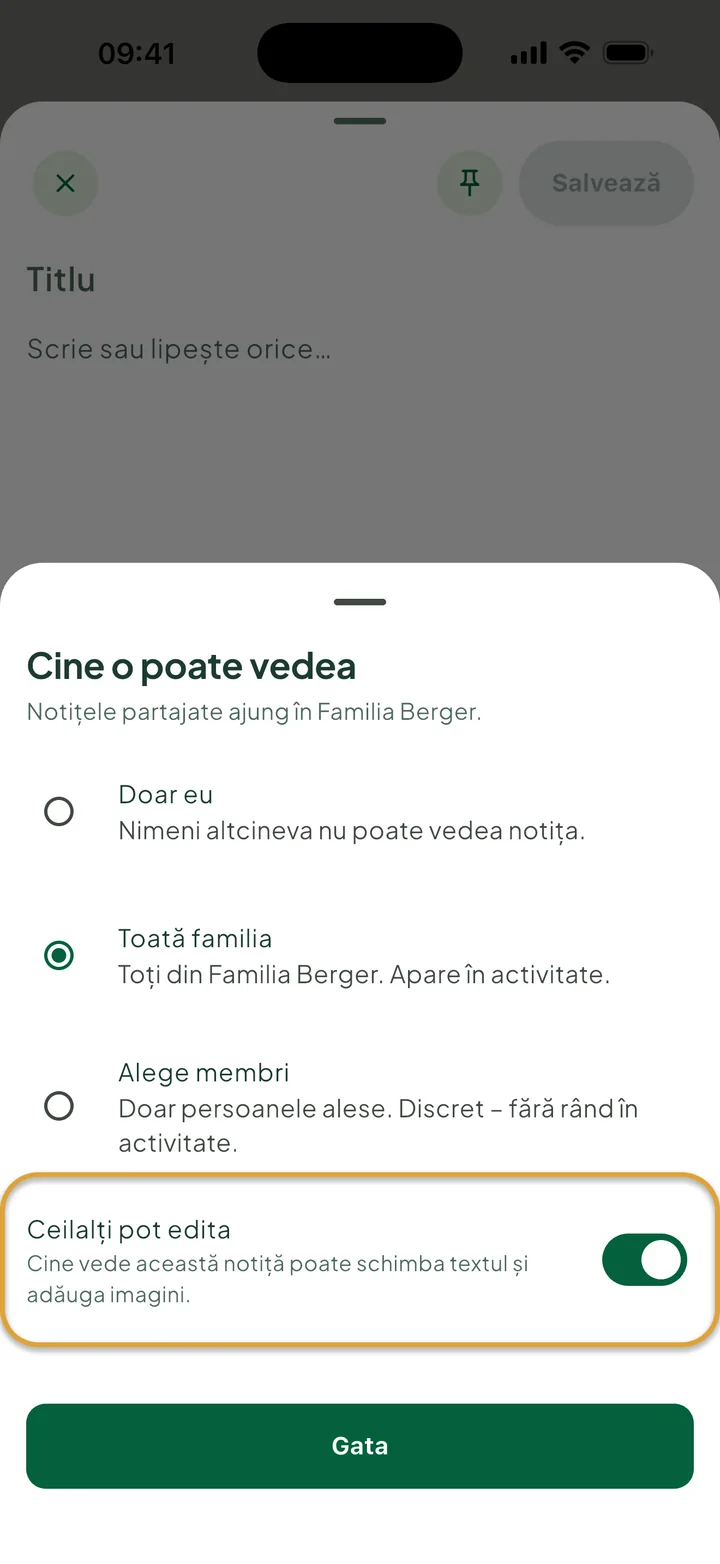 09:41
Salvează
Titlu
Scrie sau lipește orice…
Cine o poate vedea
Notițele partajate ajung în Familia Berger.
Doar eu
Nimeni altcineva nu poate vedea notița.
Toată familia
Toți din Familia Berger. Apare în activitate.
Alege membri
Doar persoanele alese. Discret – fără rând în
activitate.
Ceilalți pot edita
Cine vede această notiță poate schimba textul și
adăuga imagini.
Gata